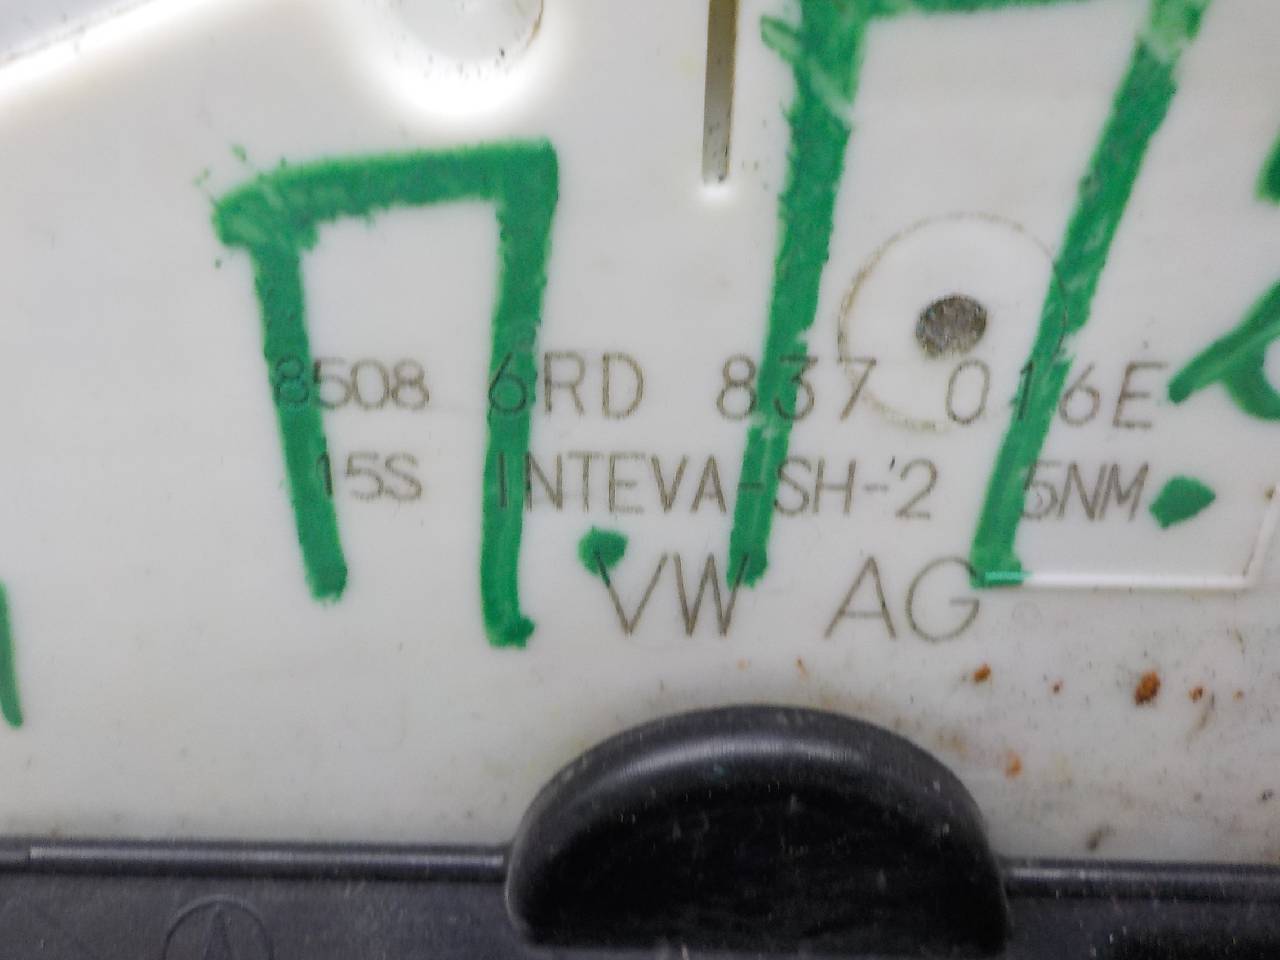 П.П.
8508 6RD 837 016E
15S INTEVA-SH-2 5NM
VW AG